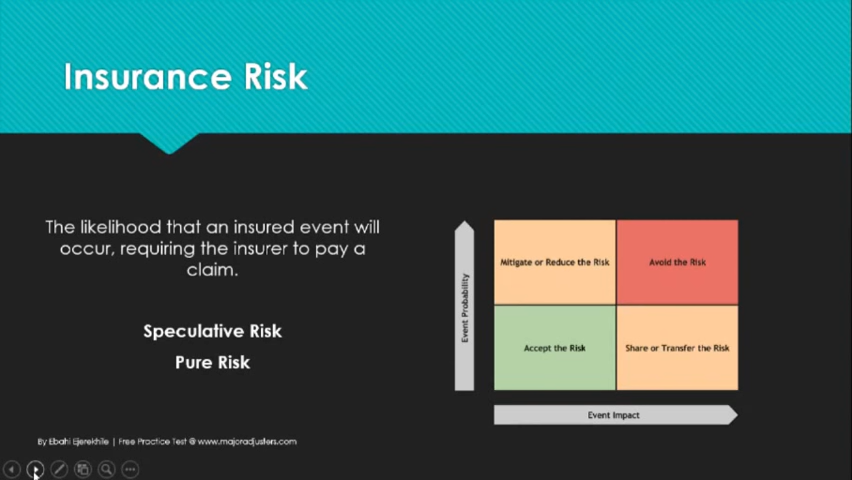 Insurance Risk
The likelihood that an insured event will
occur, requiring the insurer to pay a
claim.
Speculative Risk
Pure Risk
Event Probability
Mitigate or Reduce the Risk
Avoid the Risk
Accept the Risk
Share or Transfer the Risk
Event Impact
By Ebahi Ejerekhile | Free Practice Test @ www.majoradjusters.com